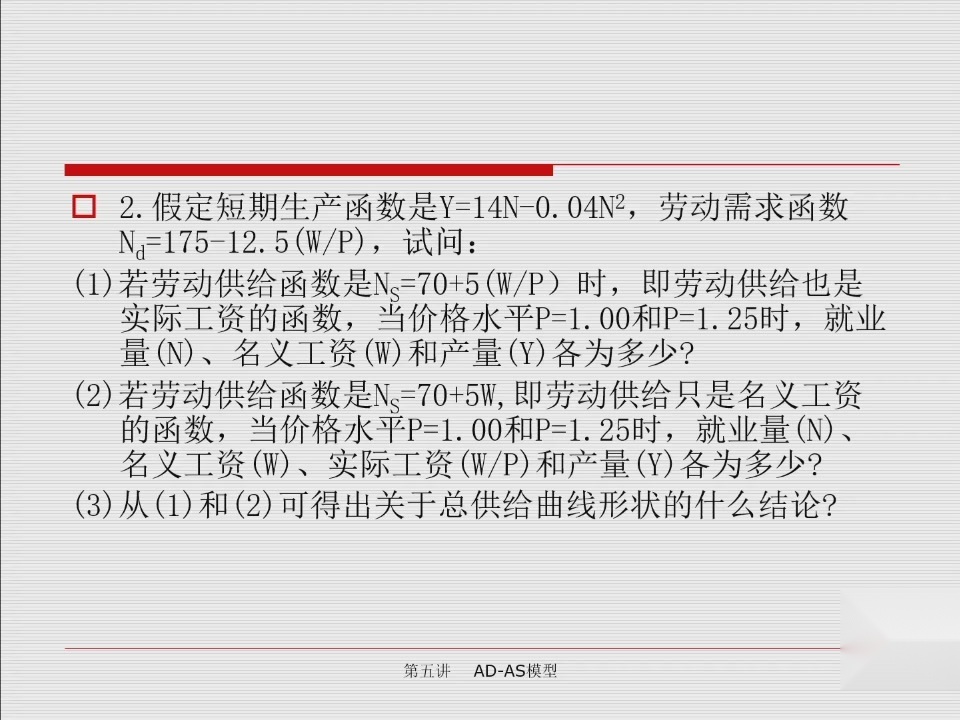 2.假定短期生产函数是Y=14N-0.04N²，劳动需求函数
Nd=175-12.5(W/P)，试问：
(1)若劳动供给函数是NS=70+5(W/P）时，即劳动供给也是
实际工资的函数，当价格水平P=1.00和P=1.25时，就业
量(N)、名义工资(W)和产量(Y)各为多少?
(2)若劳动供给函数是NS=70+5W,即劳动供给只是名义工资
的函数，当价格水平P=1.00和P=1.25时，就业量(N)、
名义工资(W)、实际工资(W/P)和产量(Y)各为多少?
(3)从(1)和(2)可得出关于总供给曲线形状的什么结论?
第五讲 AD-AS模型